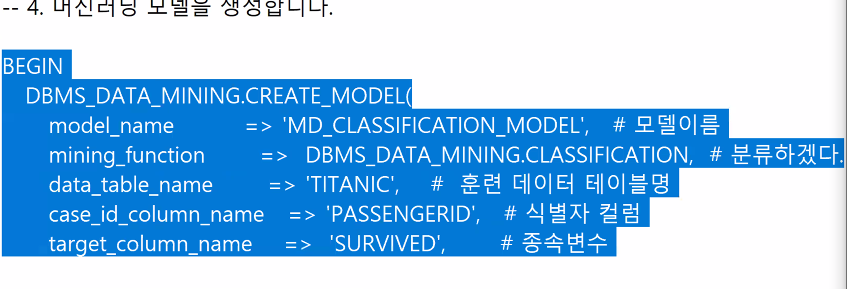 -- 4. 머신러닝 모델을 생성합니다.
BEGIN
DBMS_DATA_MINING.CREATE_MODEL(
model_name => 'MD_CLASSIFICATION_MODEL', # 모델이름
mining_function => DBMS_DATA_MINING.CLASSIFICATION, # 분류하겠다.
data_table_name => 'TITANIC', # 훈련 데이터 테이블명
case_id_column_name => 'PASSENGERID', # 식별자 컬럼
target_column_name => 'SURVIVED', # 종속변수